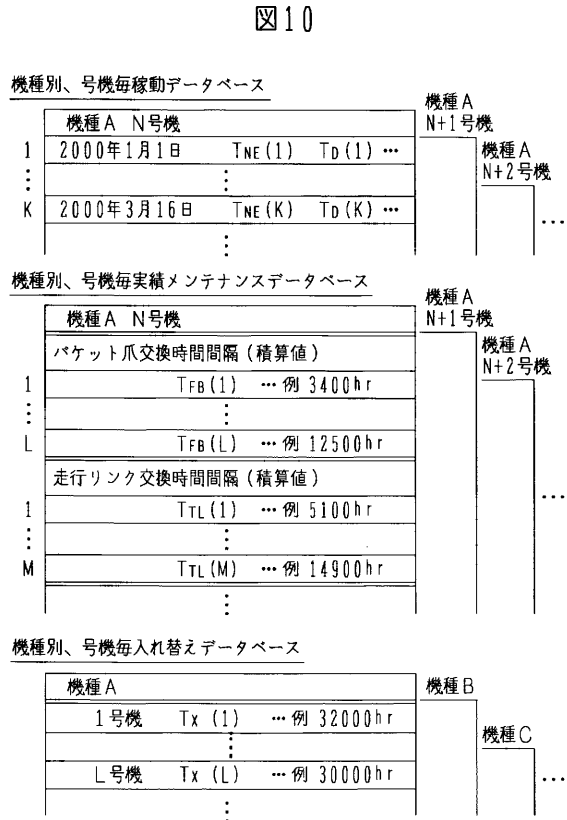 図10
機種別、号機毎稼動データベース
機種A N号機
機種A
N+1号機
機種A
N+2号機
1 2000年1月1日 TNE(1) TD(1) …
⋮ ⋮
K 2000年3月16日 TNE(K) TD(K) …
⋮
…
機種別、号機毎実績メンテナンスデータベース
機種A N号機
機種A
N+1号機
機種A
N+2号機
バケット爪交換時間間隔(積算値)
1 TFB(1) …例 3400hr
⋮ ⋮
L TFB(L) …例 12500hr
走行リンク交換時間間隔(積算値)
1 TTL(1) …例 5100hr
⋮ ⋮
M TTL(M) …例 14900hr
⋮
…
機種別、号機毎入れ替えデータベース
機種A
機種B
機種C
1号機 Tx (1) …例 32000hr
⋮
L号機 Tx (L) …例 30000hr
⋮
…